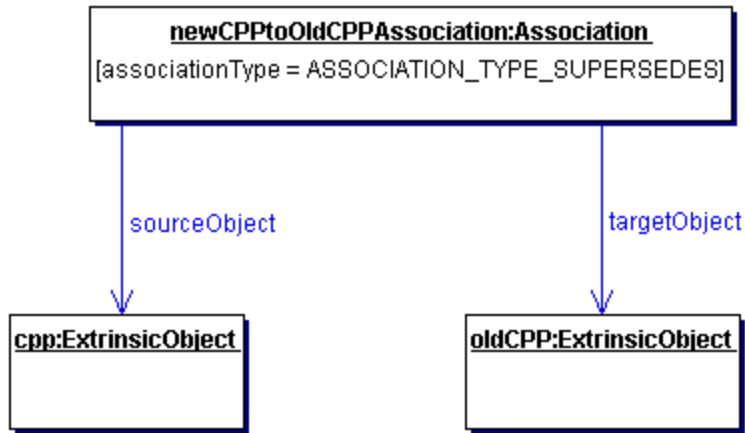 newCPPtoOldCPPAssociation:Association
[associationType = ASSOCIATION_TYPE_SUPERSEDES]
sourceObject
targetObject
cpp:ExtrinsicObject
oldCPP:ExtrinsicObject